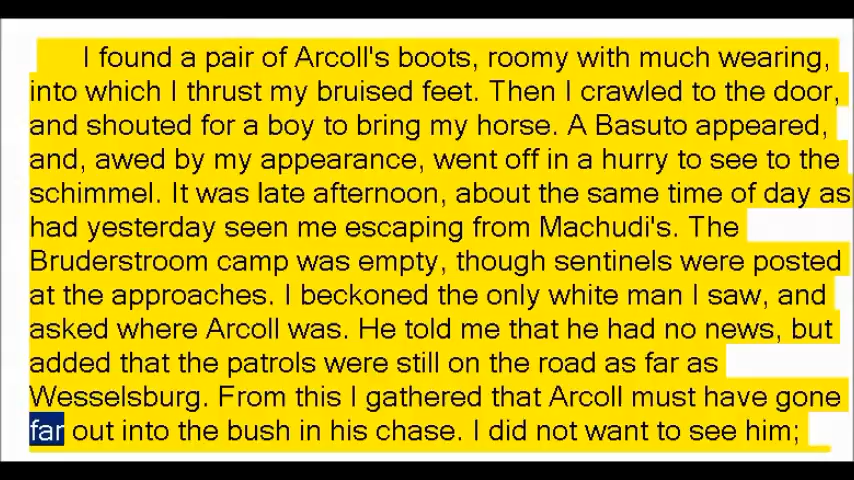 I found a pair of Arcoll's boots, roomy with much wearing,
into which I thrust my bruised feet. Then I crawled to the door,
and shouted for a boy to bring my horse. A Basuto appeared,
and, awed by my appearance, went off in a hurry to see to the
schimmel. It was late afternoon, about the same time of day as
had yesterday seen me escaping from Machudi's. The
Bruderstroom camp was empty, though sentinels were posted
at the approaches. I beckoned the only white man I saw, and
asked where Arcoll was. He told me that he had no news, but
added that the patrols were still on the road as far as
Wesselsburg. From this I gathered that Arcoll must have gone
far out into the bush in his chase. I did not want to see him;